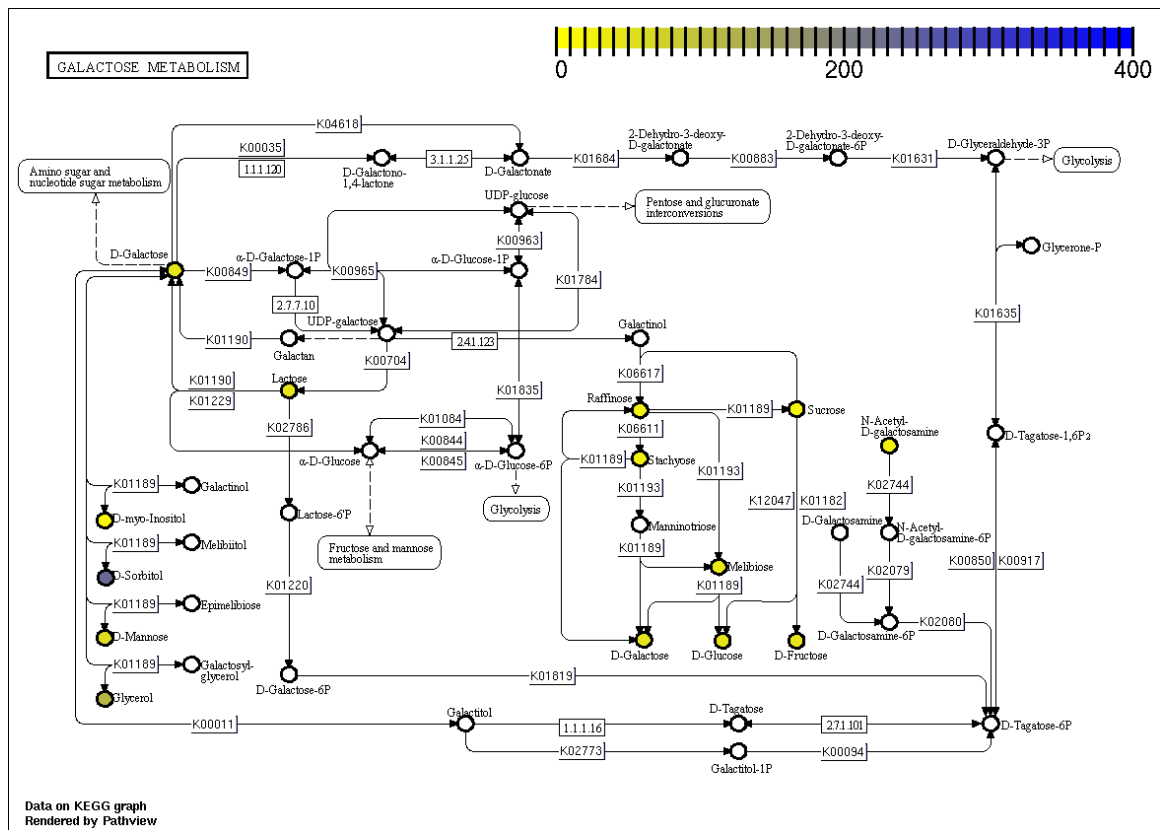 GALACTOSE METABOLISM
0 200 400
K04618
K00035
1.1.1.120
D-Galactono-
1,4-lactone
3.1.1.25
D-Galactonate
K01684
2-Dehydro-3-deoxy-
D-galactonate
K00883
2-Dehydro-3-deoxy-
D-galactonate-6P
K01631
D-Glyceraldehyde-3P
Glycolysis
Amino sugar and
nucleotide sugar metabolism
UDP-glucose
Pentose and glucuronate
interconversions
D-Galactose
K00849
α-D-Galactose-1P
K00965
α-D-Glucose-1P
K00963
K01784
Glycerone-P
2.7.7.10
UDP-galactose
K01190
Galactan
2.4.1.123
Galactinol
K01635
K00704
K01190
K01229
Lactose
K01835
K06617
Raffinose
K01189
Sucrose
K02786
K01084
K00844
K00845
α-D-Glucose
α-D-Glucose-6P
K06611
K01189
Stachyose
K01193
N-Acetyl-
D-galactosamine
D-Tagatose-1,6P2
K01189
Galactinol
D-myo-Inositol
Lactose-6'P
Glycolysis
K01193
K12047
K01182
K02744
Manninotriose
D-Galactosamine
N-Acetyl-
D-galactosamine-6P
K01189
Melibiitol
D-Sorbitol
Fructose and mannose
metabolism
K01189
Melibiose
K01189
K02744
K02079
K00850
K00917
K01220
K01189
Epimelibiose
D-Mannose
D-Galactose
D-Glucose
D-Fructose
D-Galactosamine-6P
K02080
K01189
Galactosyl-
glycerol
Glycerol
D-Galactose-6P
K01819
K00011
Galactitol
1.1.1.16
D-Tagatose
2.7.1.101
D-Tagatose-6P
K02773
Galactitol-1P
K00094
Data on KEGG graph
Rendered by Pathview